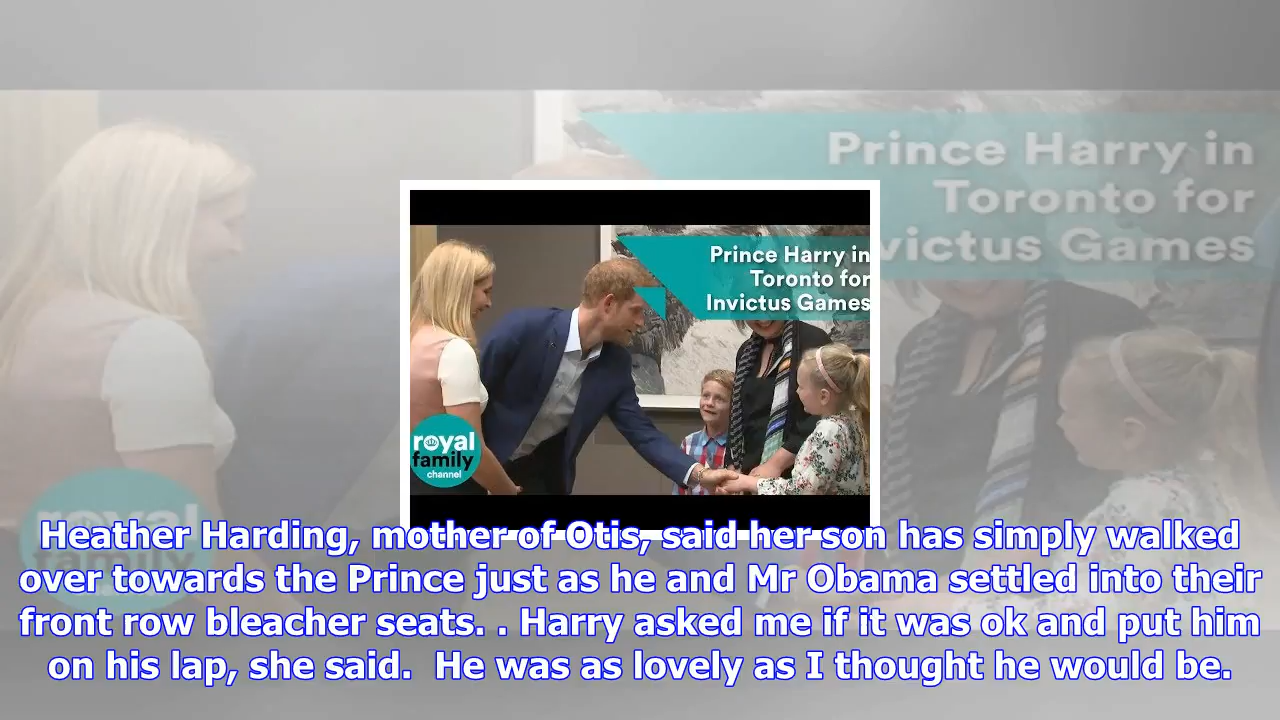 Prince Harry in
Toronto for
Invictus Games
Prince Harry in
Toronto for
victus Games
royal
family
channel
royal
family
Heather Harding, mother of Otis, said her son has simply walked
over towards the Prince just as he and Mr Obama settled into their
front row bleacher seats. . Harry asked me if it was ok and put him
on his lap, she said.  He was as lovely as I thought he would be.